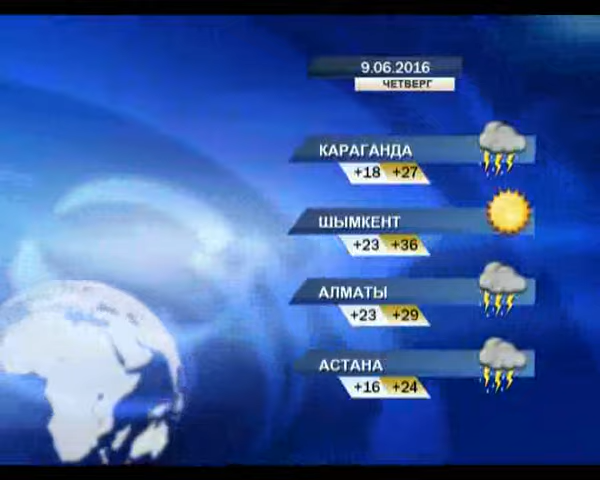 9.06.2016
ЧЕТВЕРГ
КАРАГАНДА
+18 +27
ШЫМКЕНТ
+23 +36
АЛМАТЫ
+23 +29
АСТАНА
+16 +24